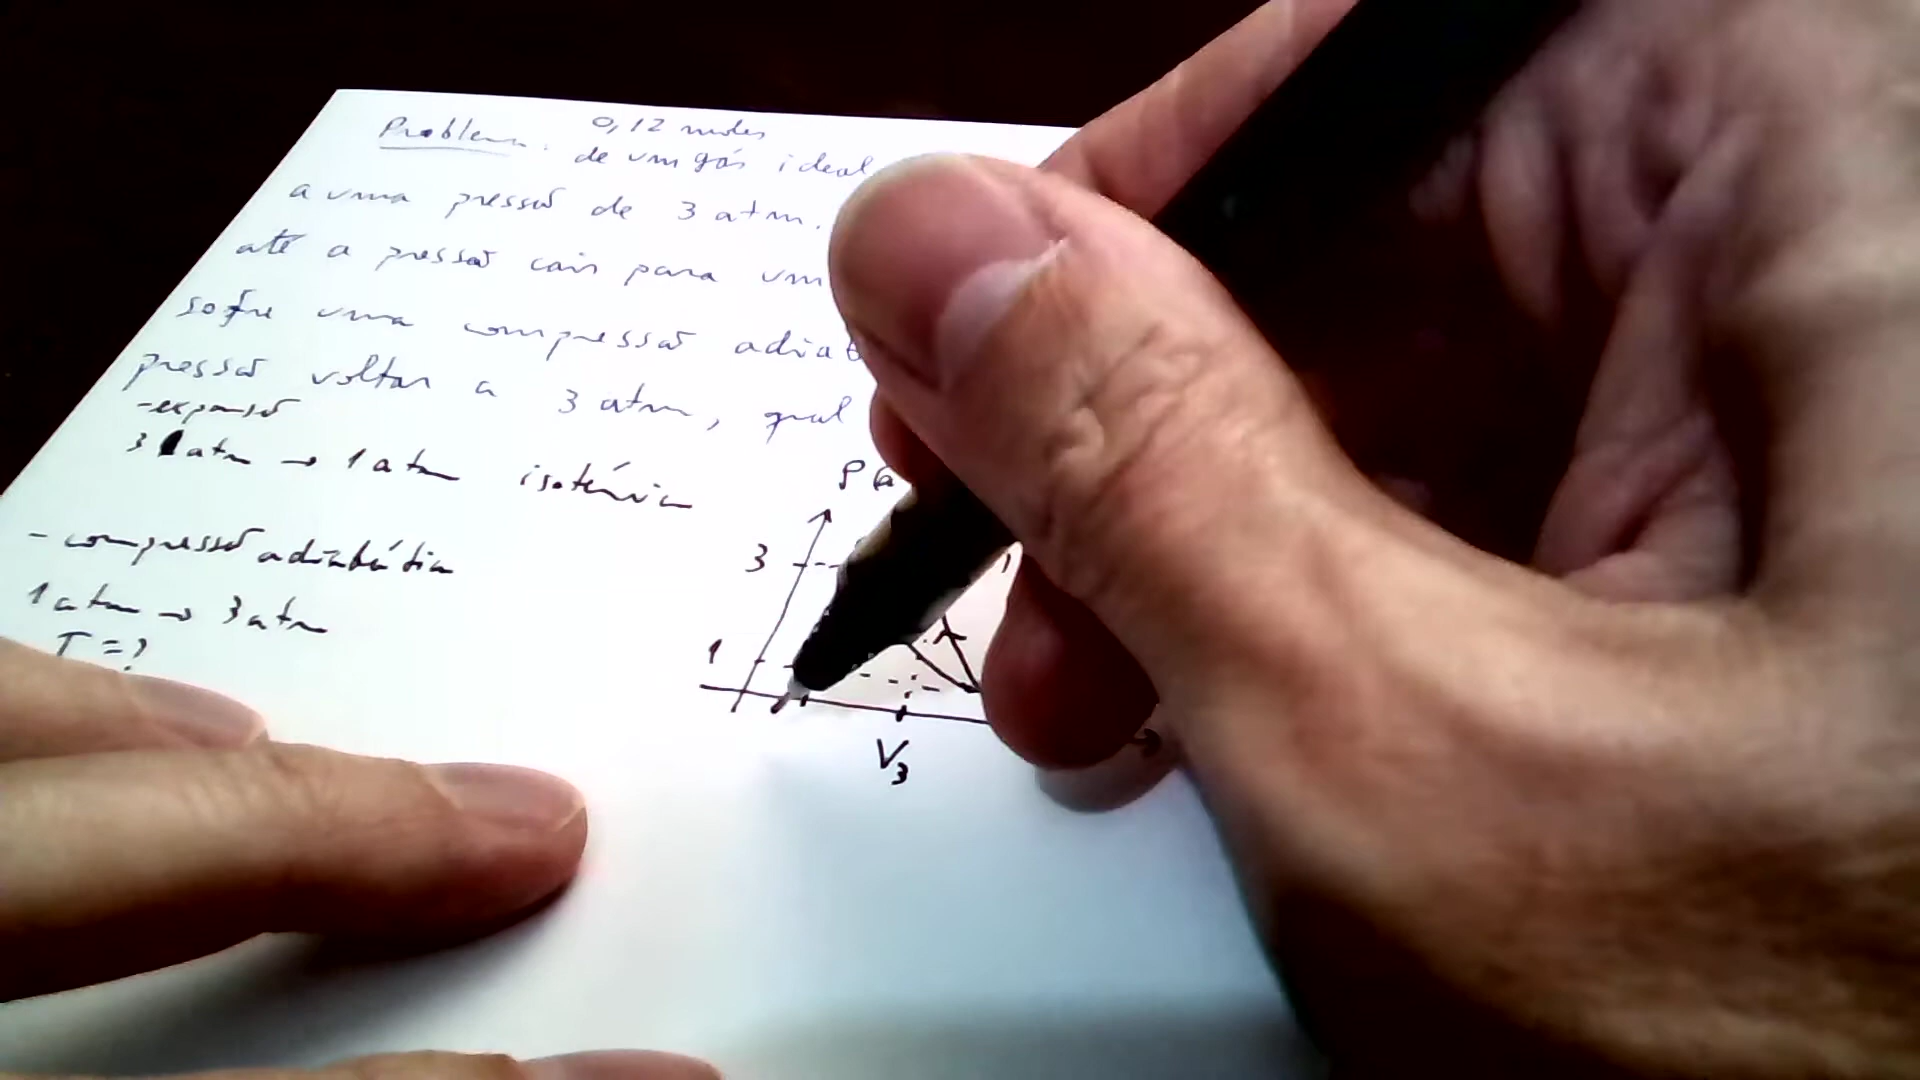 Problema: 0,12 moles
de um gás ideal
a uma pressão de 3 atm.
até a pressão cair para um
sofre uma compressão adiab
pressão voltar a 3 atm, qual
- expansão
3 atm → 1 atm isotérmica
- compressão adiabática
1 atm → 3 atm
T = ?
P (a
3
1
V3